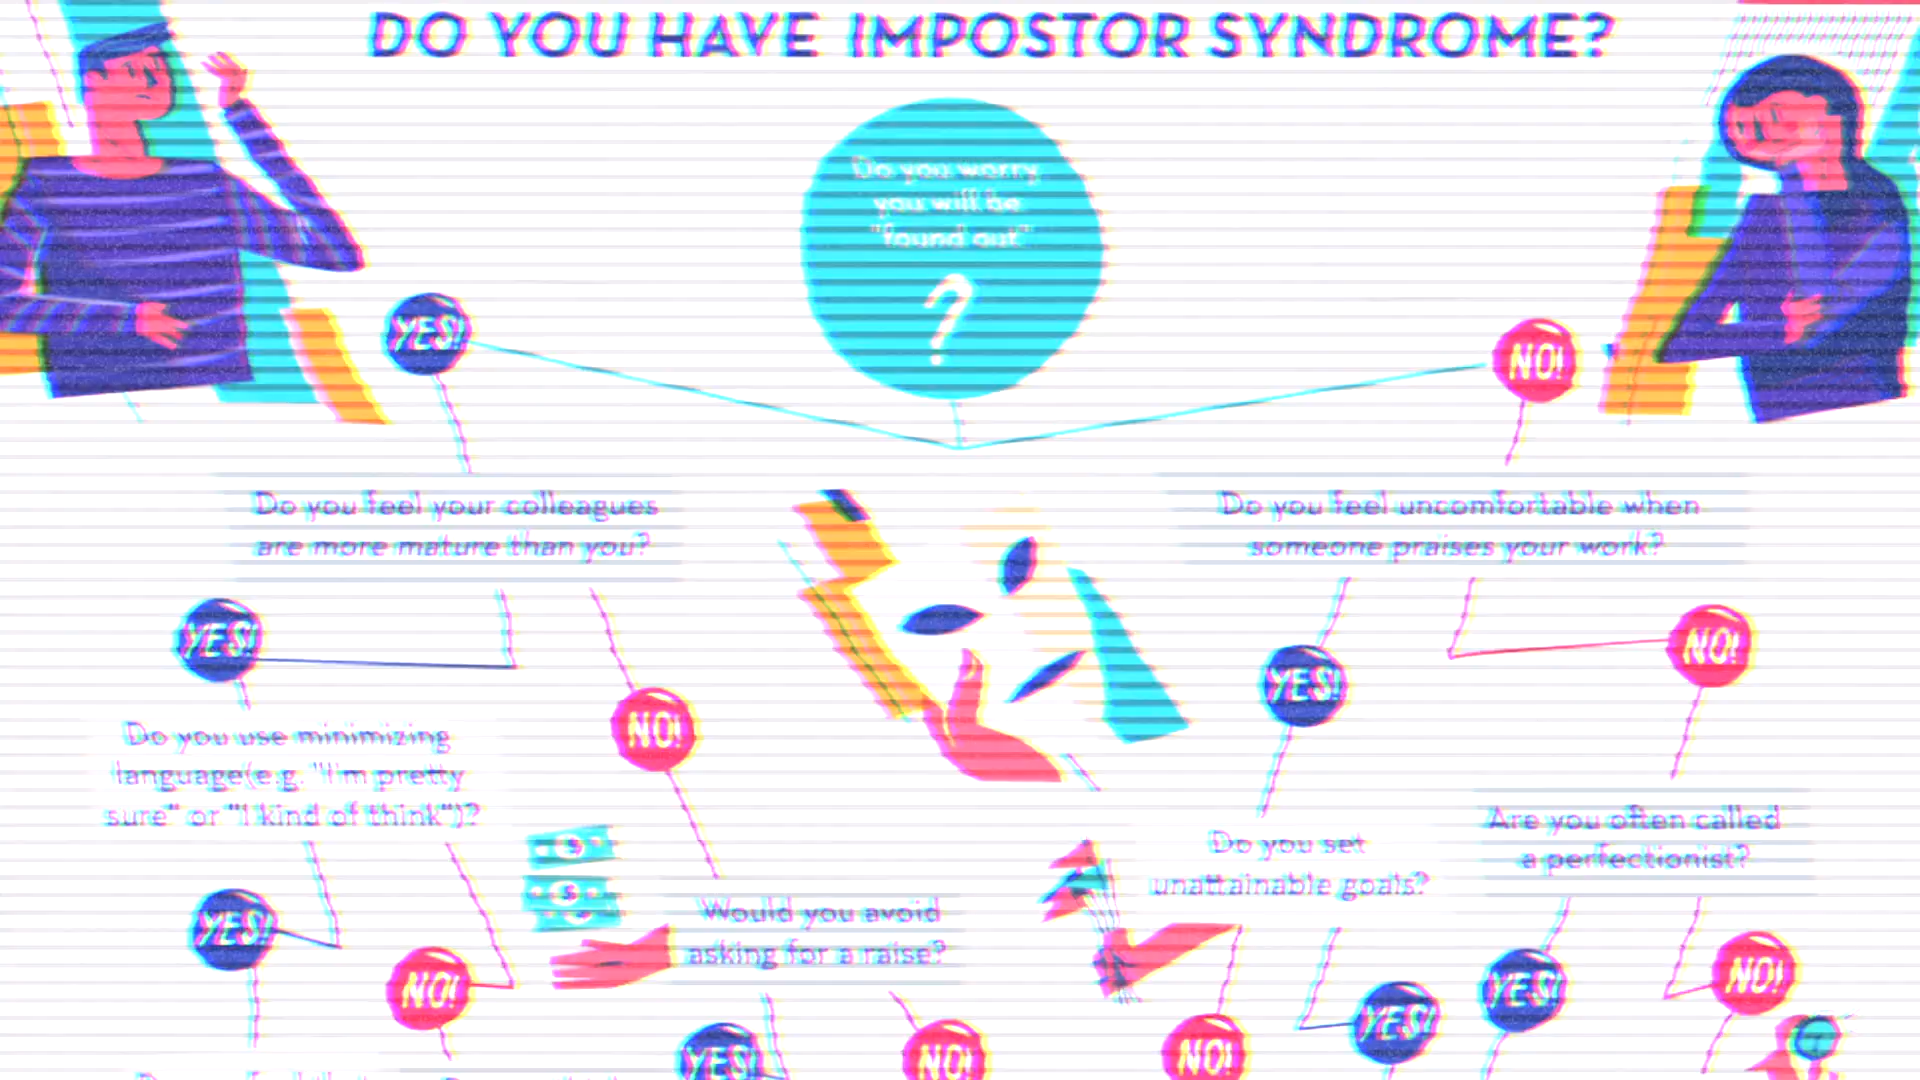 DO YOU HAVE IMPOSTOR SYNDROME?
Do you worry
you will be
"found out"
?
YES!
NO!
Do you feel your colleagues
are more mature than you?
Do you feel uncomfortable when
someone praises your work?
YES!
NO!
YES!
NO!
Do you use minimizing
language(e.g. "I'm pretty
sure" or "I kind of think")?
Do you set
unattainable goals?
Are you often called
a perfectionist?
Would you avoid
asking for a raise?
YES!
NO!
YES!
NO!
NO!
YES!
YES!
NO!